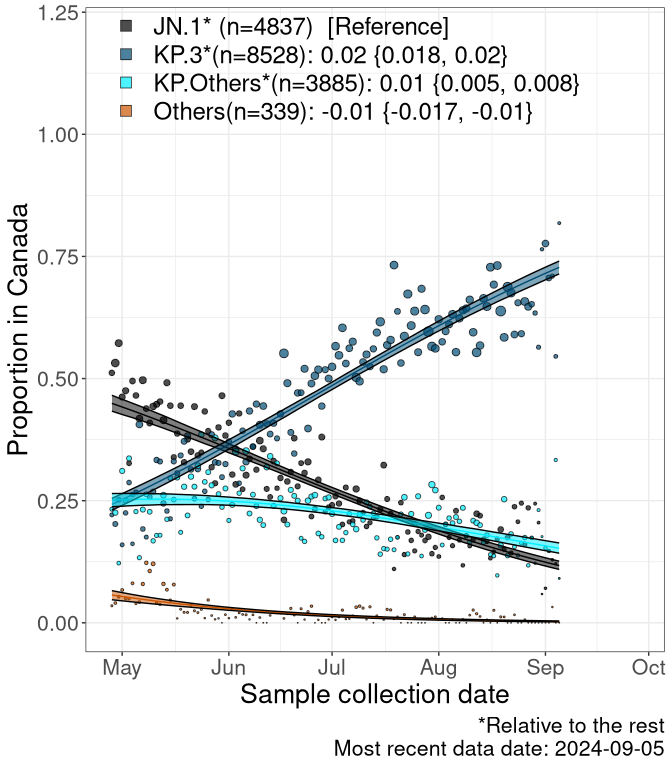 1.25
JN.1* (n=4837)  [Reference]
KP.3*(n=8528): 0.02 {0.018, 0.02}
KP.Others*(n=3885): 0.01 {0.005, 0.008}
Others(n=339): -0.01 {-0.017, -0.01}
1.00
0.75
0.50
0.25
0.00
Proportion in Canada
May Jun Jul Aug Sep Oct
Sample collection date
*Relative to the rest
Most recent data date: 2024-09-05